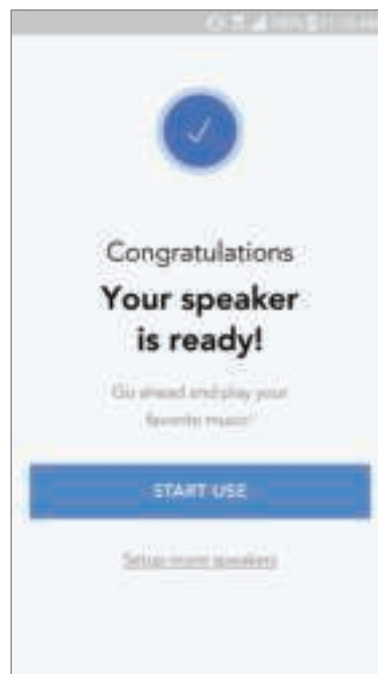 Congratulations
Your speaker
is ready!
Go ahead and play your
favorite music!
START USE
Setup more speakers